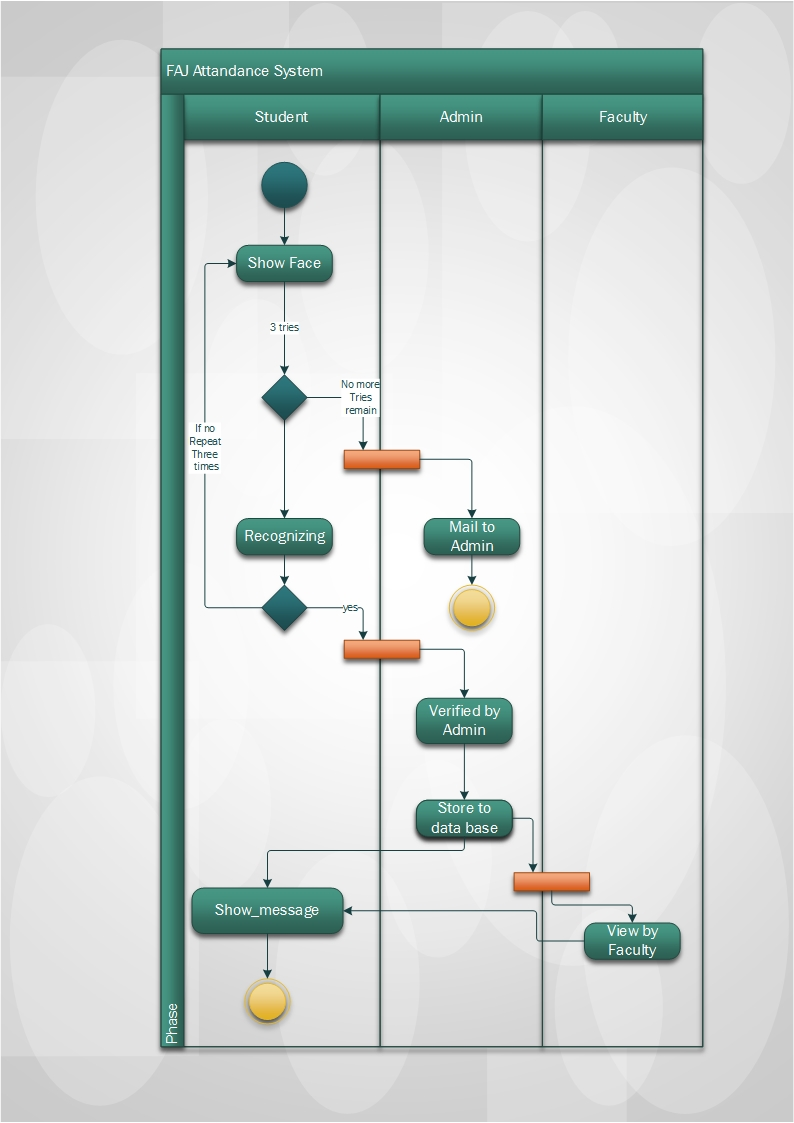 FAJ Attandance System
Student
Admin
Faculty
Show Face
3 tries
No more
Tries
remain
If no
Repeat
Three
times
Recognizing
Mail to
Admin
yes
Verified by
Admin
Store to
data base
Show_message
View by
Faculty
Phase